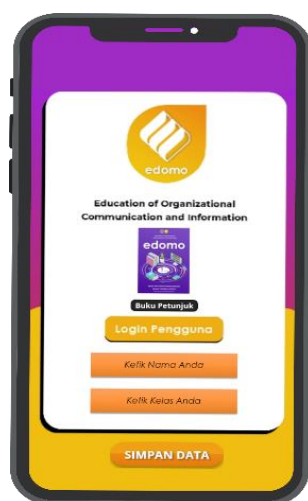 edomo
Education of Organizational
Communication and Information
edomo
Buku Petunjuk
Login Pengguna
Ketik Nama Anda
Ketik Kelas Anda
SIMPAN DATA